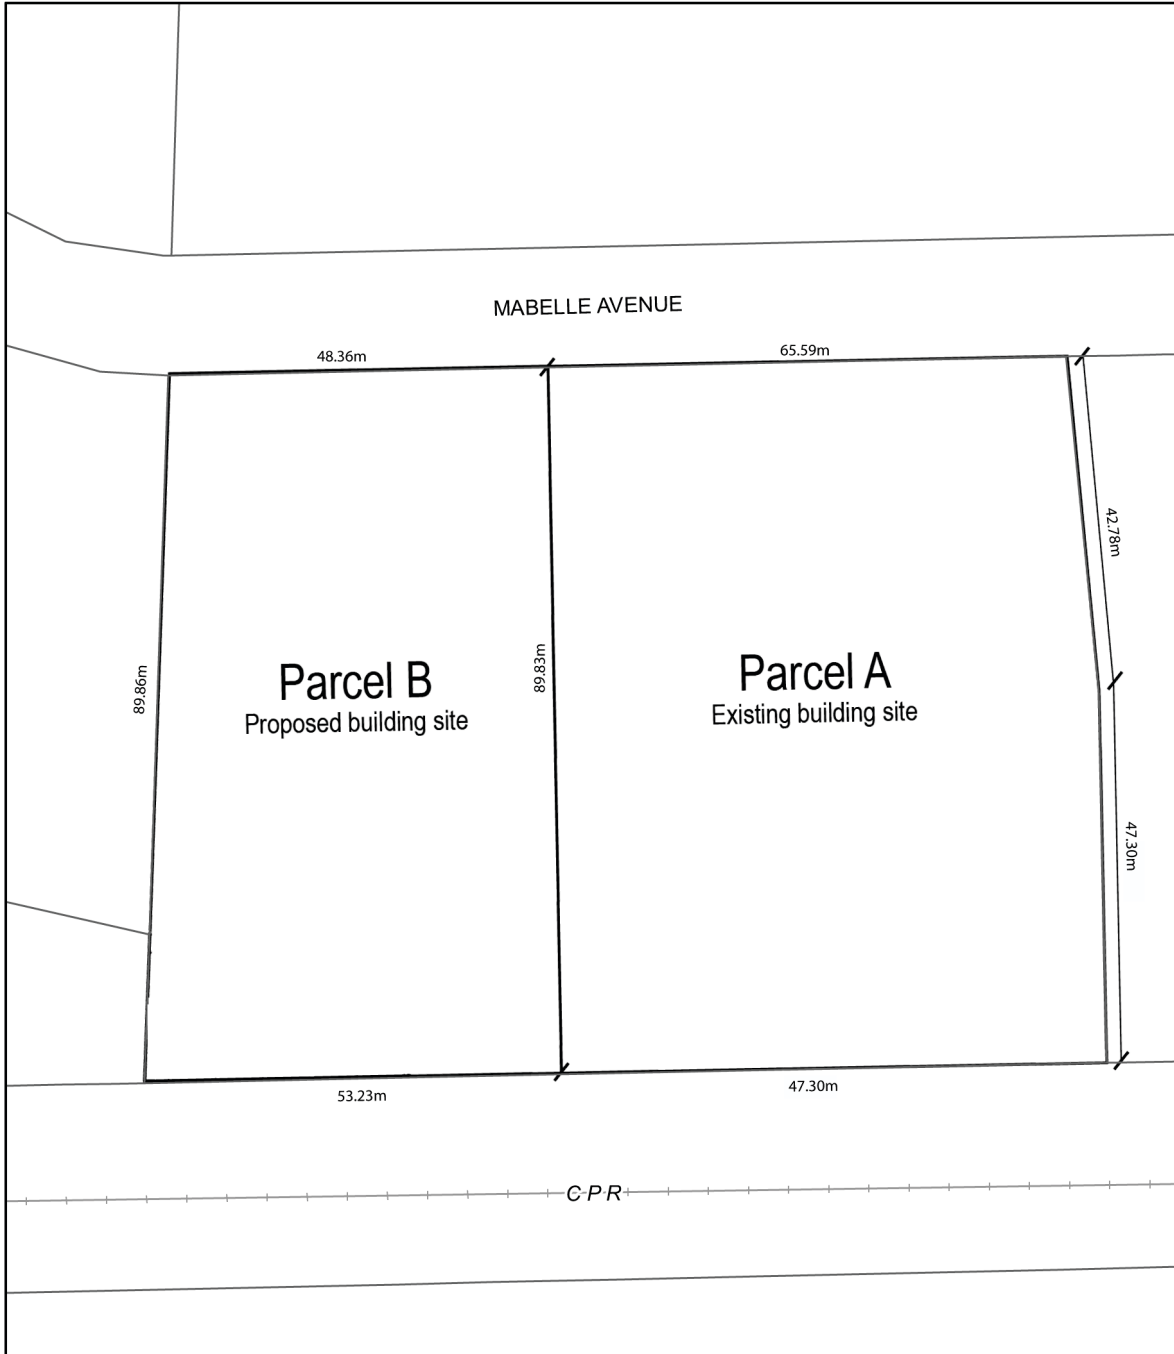 MABELLE AVENUE
48.36m
65.59m
42.78m
89.86m
89.83m
Parcel B
Proposed building site
Parcel A
Existing building site
47.30m
53.23m
47.30m
C P R